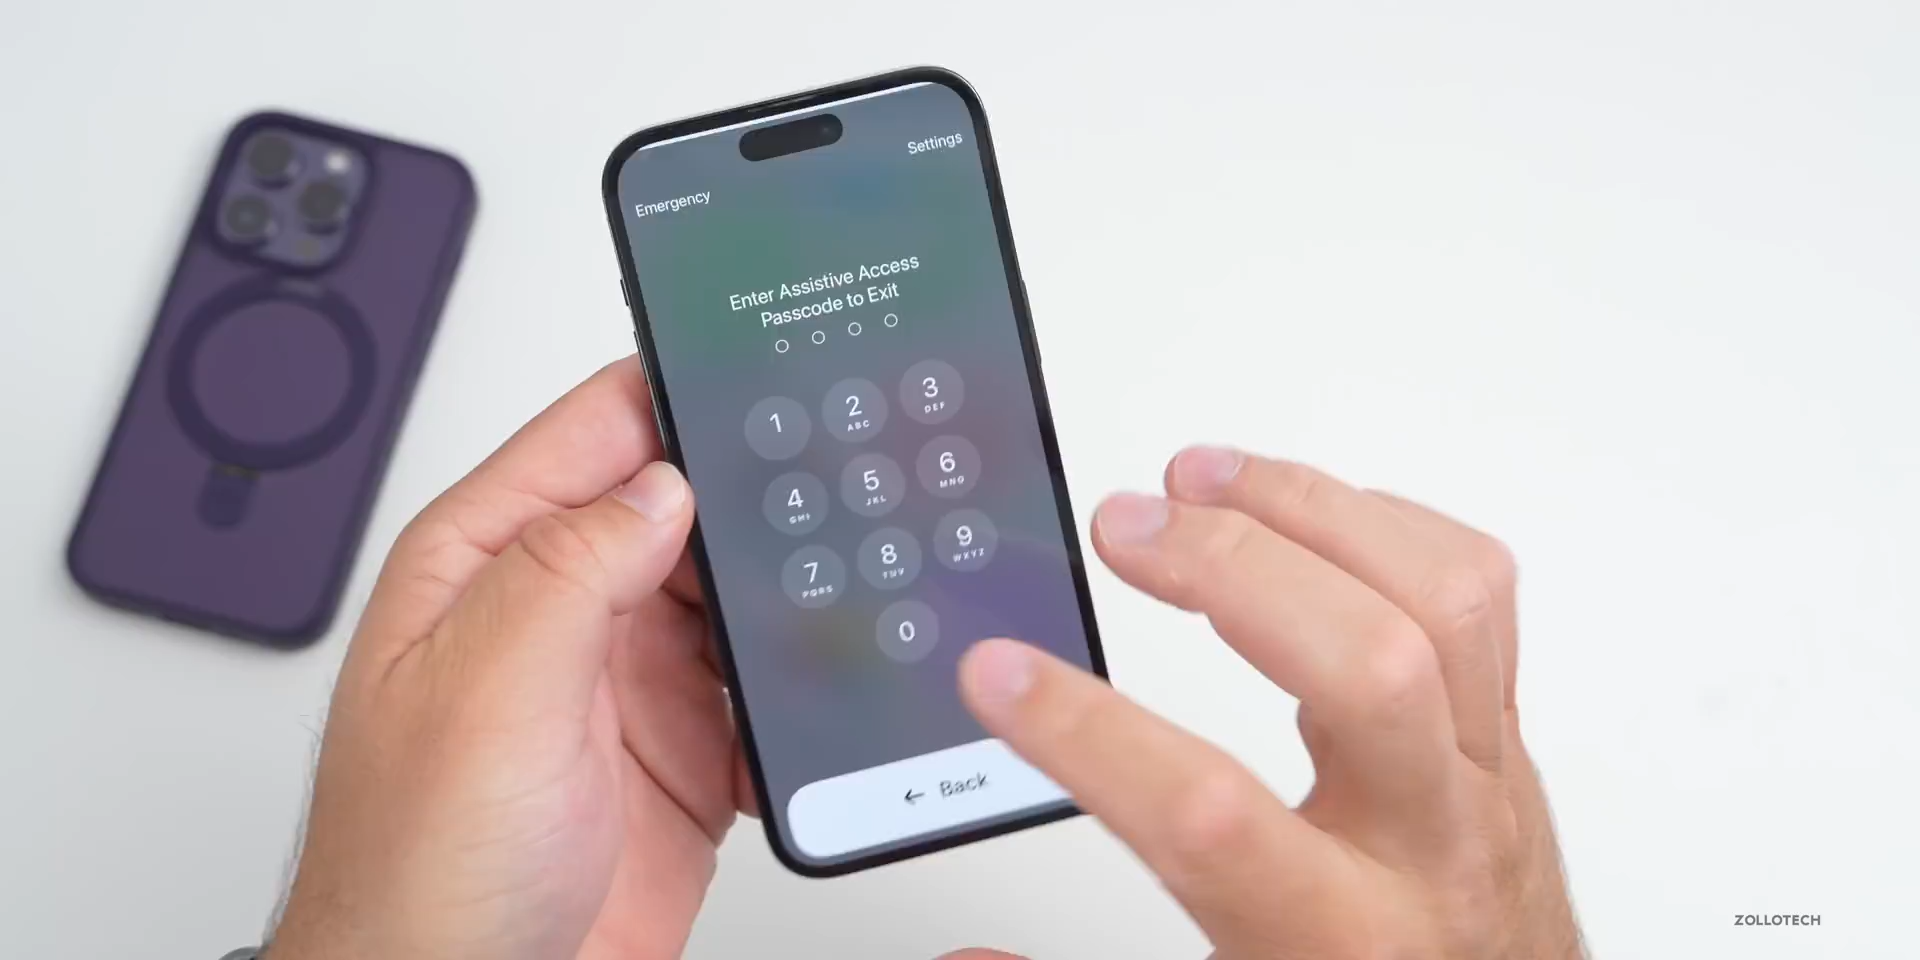 Settings
Emergency
Enter Assistive Access
Passcode to Exit
1
2
ABC
3
DEF
4
GHI
5
JKL
6
MNO
7
PQRS
8
TUV
9
WXYZ
0
← Back
ZOLLOTECH